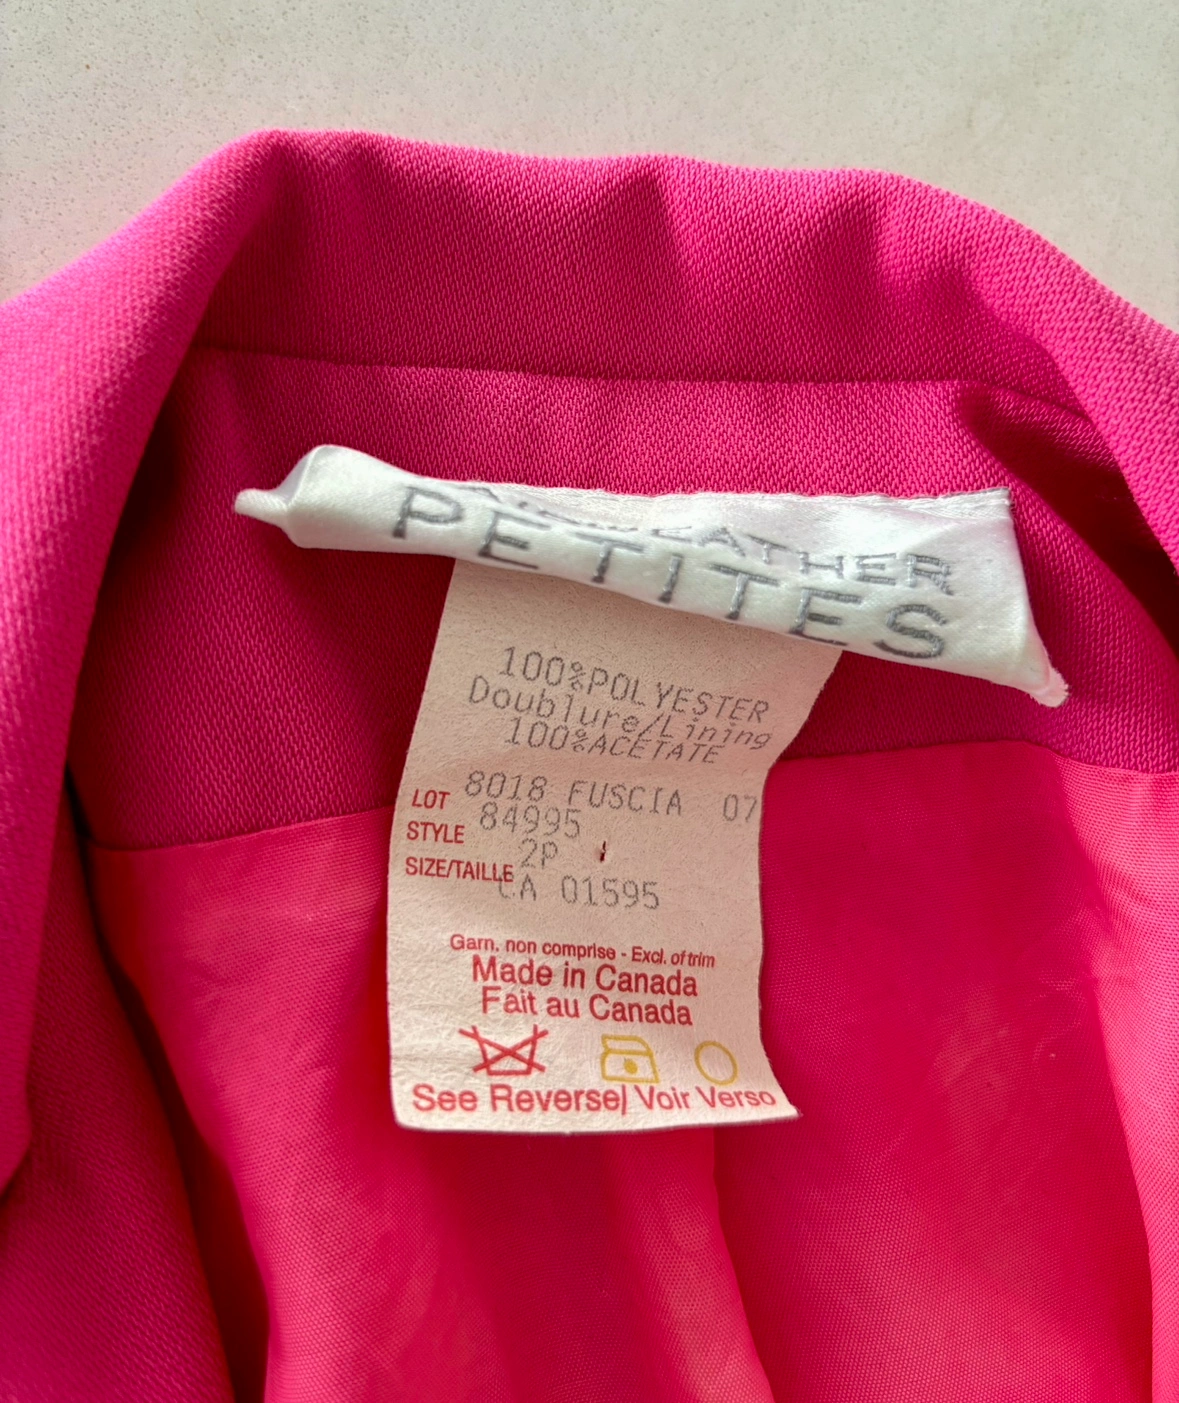 PETITES
100%POLYESTER
Doublure/Lining
100%ACETATE
LOT 8018 FUSCIA 07
STYLE 84995
SIZE/TAILLE 2P
CA 01595
Garn. non comprise - Excl. of trim
Made in Canada
Fait au Canada
See Reverse/ Voir Verso